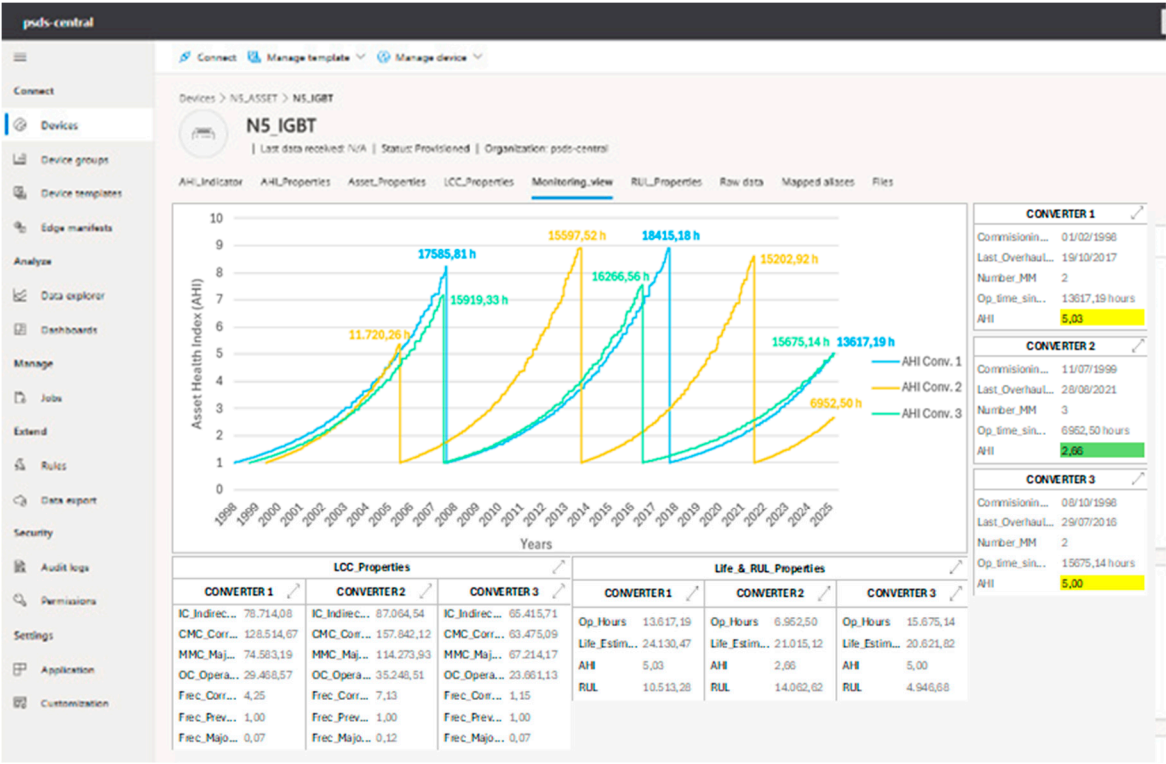 psds-central
Connect Manage template Manage device
Connect
Devices
Device groups
Device templates
Edge manifests
Analyze
Data explorer
Dashboards
Manage
Jobs
Extend
Rules
Data export
Security
Audit logs
Permissions
Settings
Application
Customization
Devices > N5_ASSET > N5_IGBT
N5_IGBT
| Last data received: N/A | Status: Provisioned | Organization: psds-central
AHI_Indicator AHI_Properties Asset_Properties LCC_Properties Monitoring_view RUL_Properties Raw data Mapped aliases Files
Asset Health Index (AHI)
10
9
8
7
6
5
4
3
2
1
0
17585,81 h
15919,33 h
11.720,26 h
15597,52 h
18415,18 h
16266,56 h
15202,92 h
15675,14 h
13617,19 h
6952,50 h
AHI Conv. 1
AHI Conv. 2
AHI Conv. 3
1998 1999 2000 2001 2002 2003 2004 2005 2006 2007 2008 2009 2010 2011 2012 2013 2014 2015 2016 2017 2018 2019 2020 2021 2022 2023 2024 2025
Years
CONVERTER 1
Commisionin... 01/02/1998
Last_Overhaul... 19/10/2017
Number_MM 2
Op_time_sin... 13617,19 hours
AHI 5,03
CONVERTER 2
Commisionin... 11/07/1999
Last_Overhaul... 28/08/2021
Number_MM 3
Op_time_sin... 6952,50 hours
AHI 2,66
CONVERTER 3
Commisionin... 08/10/1998
Last_Overhaul... 29/07/2016
Number_MM 2
Op_time_sin... 15675,14 hours
AHI 5,00
LCC_Properties
CONVERTER 1
IC_Indirec... 78.714,08
CMC_Corr... 128.514,67
MMC_Maj... 74.583,19
OC_Opera... 29.468,57
Frec_Corr... 4,25
Frec_Prev... 1,00
Frec_Majo... 0,07
CONVERTER 2
IC_Indirec... 87.064,54
CMC_Corr... 157.842,12
MMC_Maj... 114.273,93
OC_Opera... 35.248,51
Frec_Corr... 7,13
Frec_Prev... 1,00
Frec_Majo... 0,12
CONVERTER 3
IC_Indirec... 65.415,71
CMC_Corr... 63.475,09
MMC_Maj... 67.214,17
OC_Opera... 23.661,13
Frec_Corr... 1,15
Frec_Prev... 1,00
Frec_Majo... 0,07
Life_&_RUL_Properties
CONVERTER 1
Op_Hours 13.617,19
Life_Estim... 24.130,47
AHI 5,03
RUL 10.513,28
CONVERTER 2
Op_Hours 6.952,50
Life_Estim... 21.015,12
AHI 2,66
RUL 14.062,62
CONVERTER 3
Op_Hours 15.675,14
Life_Estim... 20.621,82
AHI 5,00
RUL 4.946,68